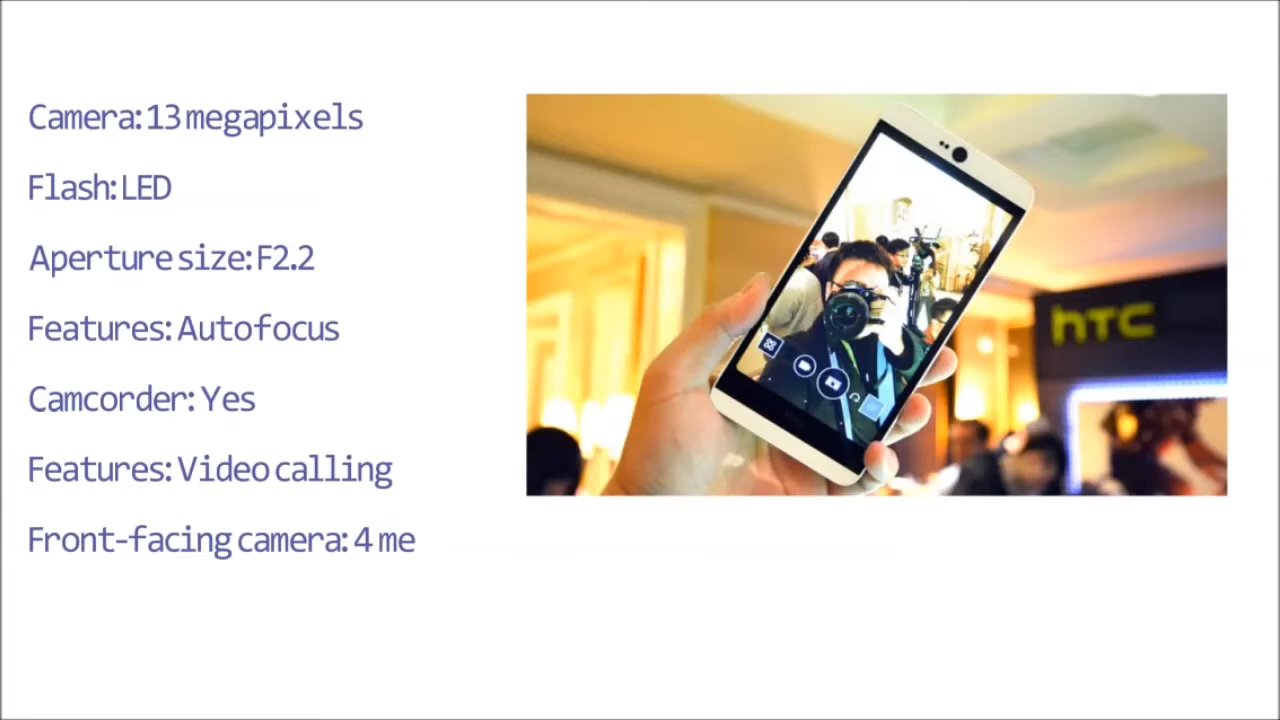 Camera: 13 megapixels
Flash: LED
Aperture size: F2.2
Features: Autofocus
Camcorder: Yes
Features: Video calling
Front-facing camera: 4 me
hTC